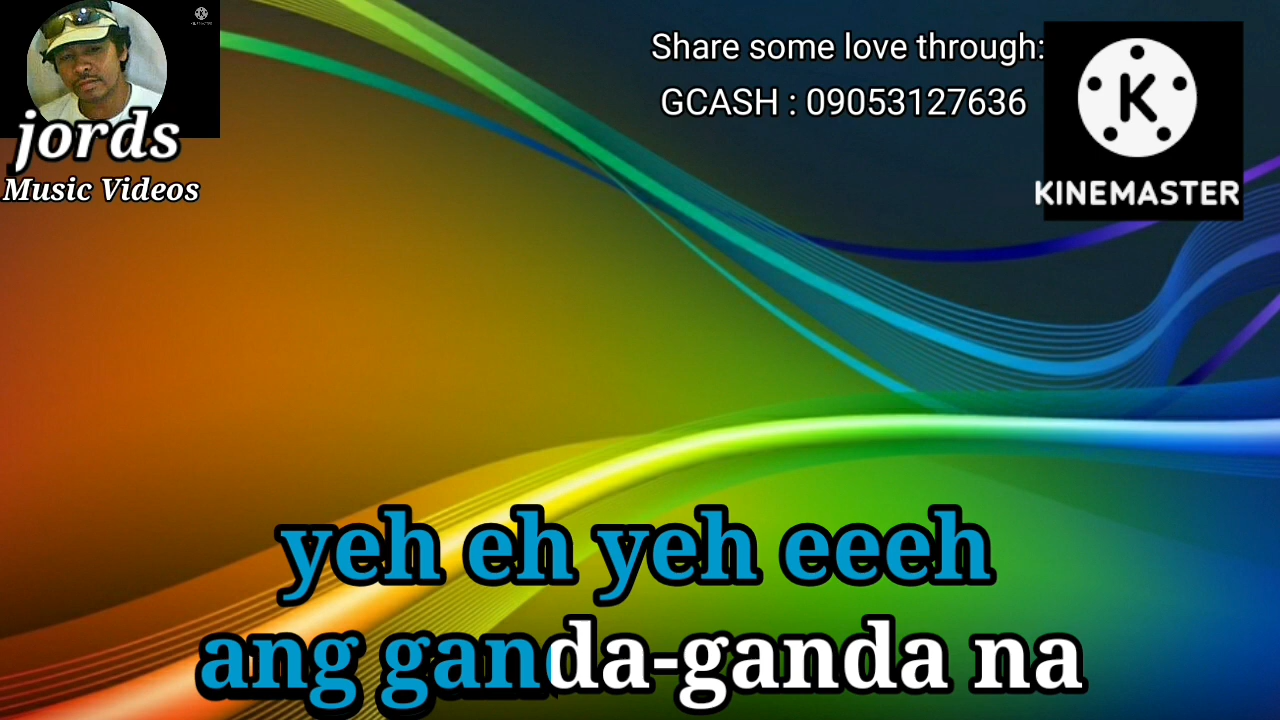 jords
Music Videos
Share some love through:
GCASH : 09053127636
K
KINEMASTER
yeh eh yeh eeeh
ang ganda-ganda na